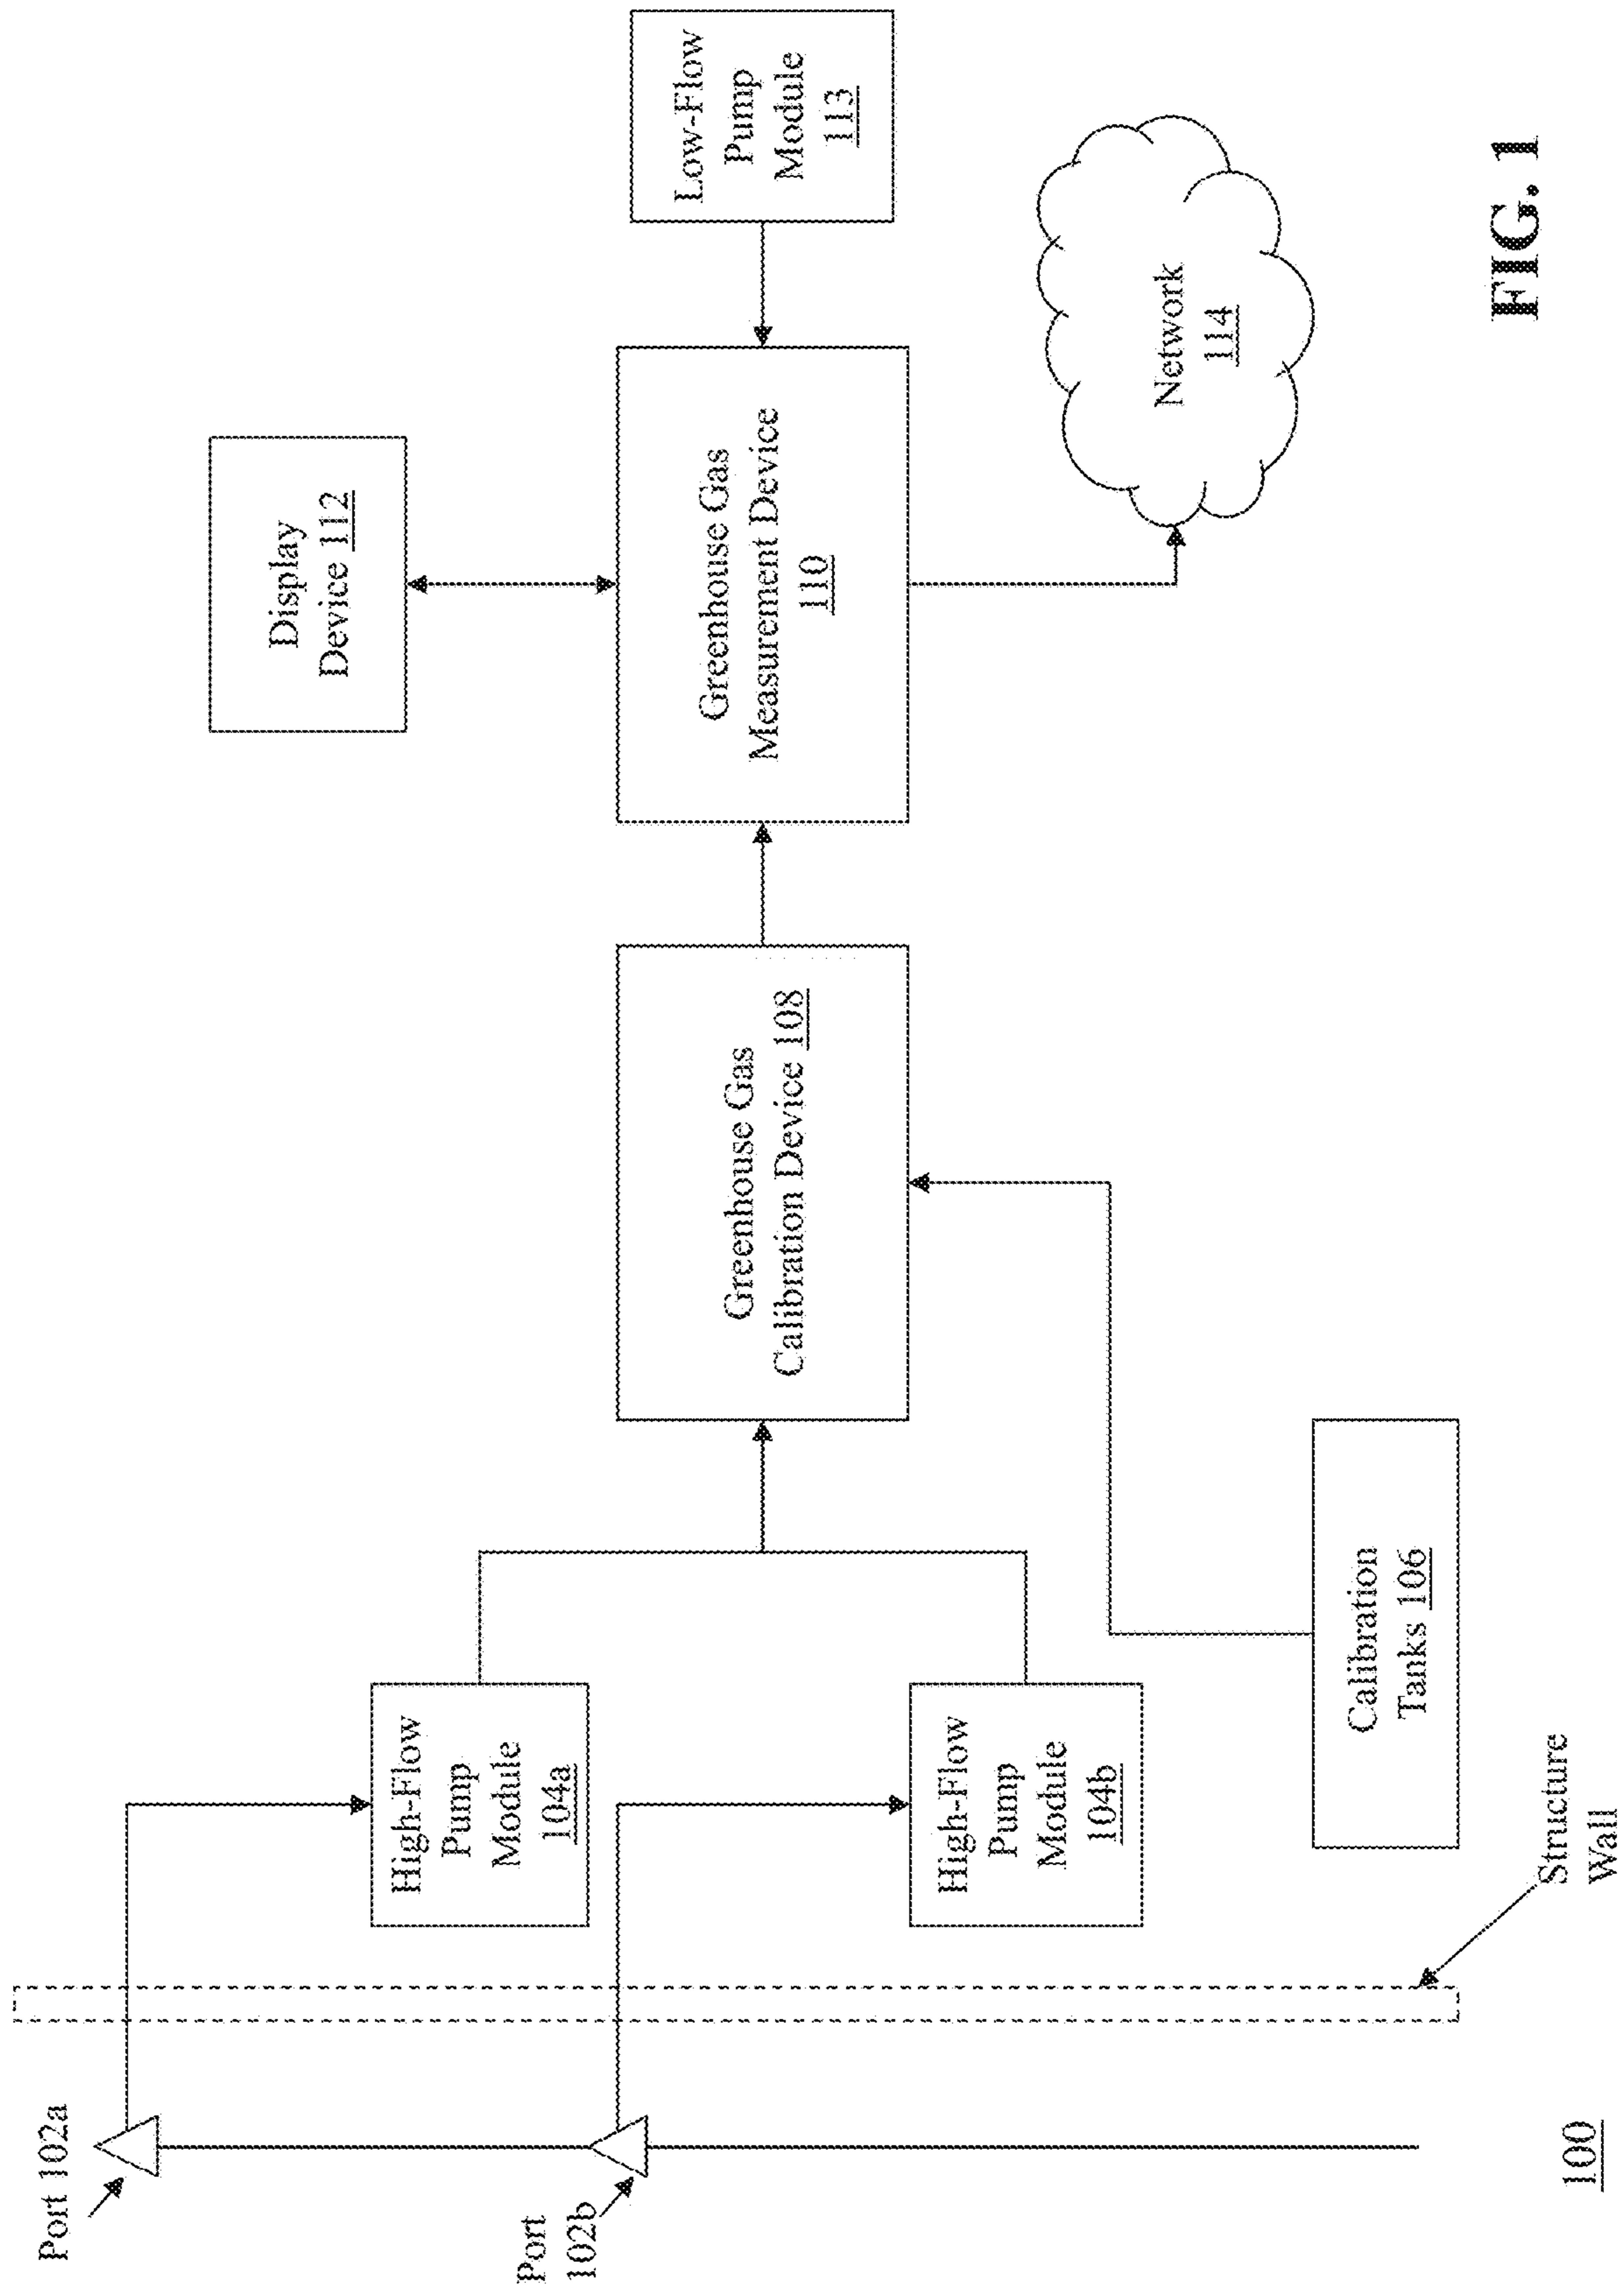 Port 102a
Port
102b
100
High-Flow
Pump
Module
104a
High-Flow
Pump
Module
104b
Structure
Wall
Calibration
Tanks 106
Greenhouse Gas
Calibration Device 108
Display
Device 112
Greenhouse Gas
Measurement Device
110
Low-Flow
Pump
Module
113
Network
114
FIG. 1